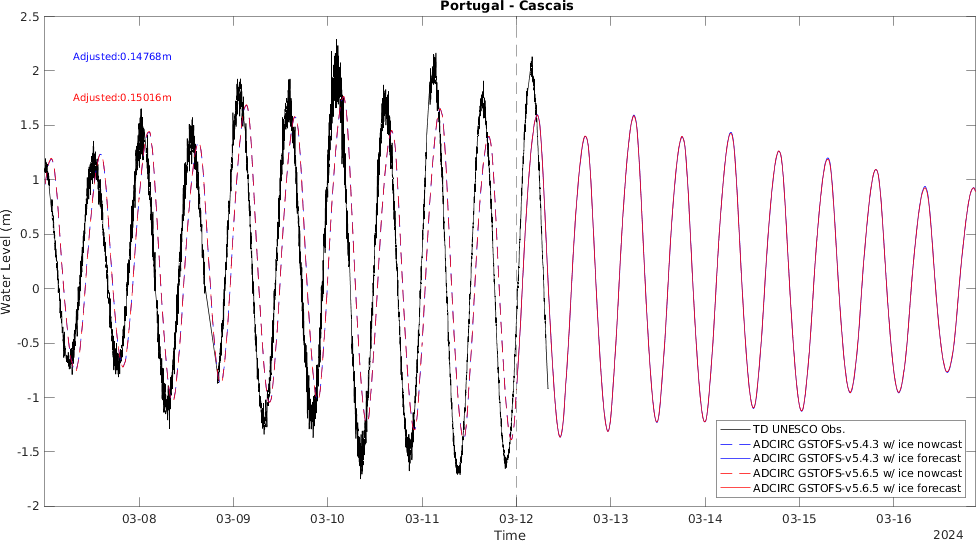 Portugal - Cascais
2.5
2
1.5
1
0.5
0
-0.5
-1
-1.5
-2
Water Level (m)
Adjusted:0.14768m
Adjusted:0.15016m
TD UNESCO Obs.
ADCIRC GSTOFS-v5.4.3 w/ ice nowcast
ADCIRC GSTOFS-v5.4.3 w/ ice forecast
ADCIRC GSTOFS-v5.6.5 w/ ice nowcast
ADCIRC GSTOFS-v5.6.5 w/ ice forecast
03-08 03-09 03-10 03-11 03-12 03-13 03-14 03-15 03-16
Time
2024